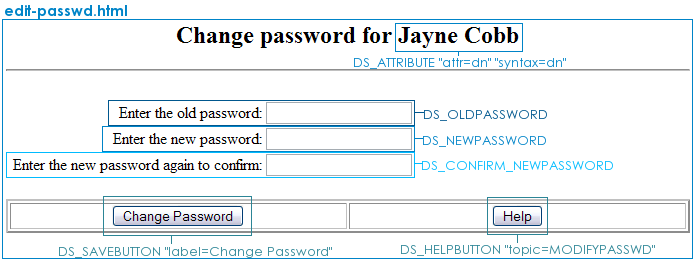 edit-passwd.html
Change password for Jayne Cobb
DS_ATTRIBUTE "attr=dn" "syntax=dn"
Enter the old password: DS_OLDPASSWORD
Enter the new password: DS_NEWPASSWORD
Enter the new password again to confirm: DS_CONFIRM_NEWPASSWORD
Change Password Help
DS_SAVEBUTTON "label=Change Password" DS_HELPBUTTON "topic=MODIFYPASSWD"